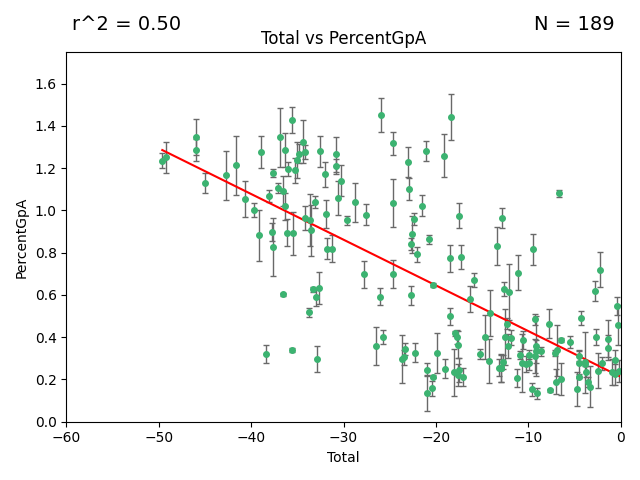 r^2 = 0.50 N = 189
Total vs PercentGpA
PercentGpA
1.6
1.4
1.2
1.0
0.8
0.6
0.4
0.2
0.0
−60 −50 −40 −30 −20 −10 0
Total